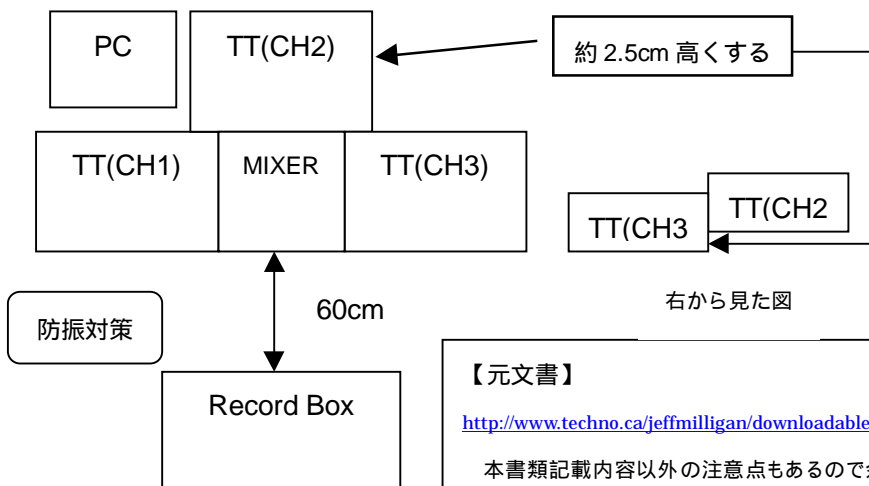 PC
TT(CH2)
約 2.5cm 高くする
TT(CH1)
MIXER
TT(CH3)
TT(CH3
TT(CH2
右から見た図
60cm
防振対策
Record Box
【元文書】
http://www.techno.ca/jeffmilligan/downloadable
本書類記載内容以外の注意点もあるので